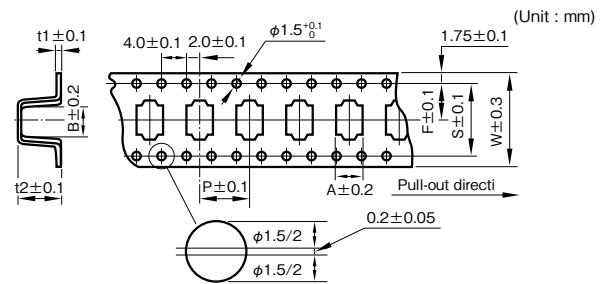 (Unit : mm)
t1±0.1
4.0±0.1
2.0±0.1
φ1.5+0.1 0
1.75±0.1
B±0.2
F±0.1
S±0.1
W±0.3
t2±0.1
P±0.1
A±0.2
Pull-out directi
0.2±0.05
φ1.5/2
φ1.5/2